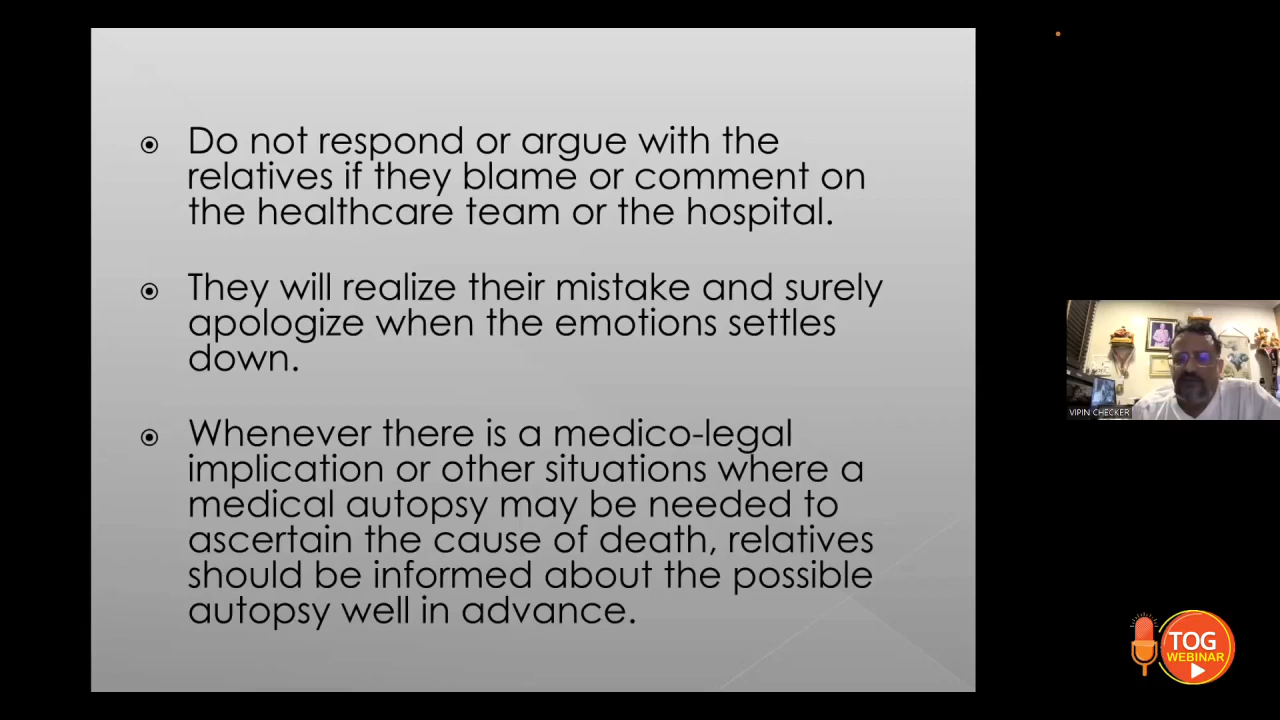 Do not respond or argue with the
relatives if they blame or comment on
the healthcare team or the hospital.
They will realize their mistake and surely
apologize when the emotions settles
down.
Whenever there is a medico-legal
implication or other situations where a
medical autopsy may be needed to
ascertain the cause of death, relatives
should be informed about the possible
autopsy well in advance.
VIPIN CHECKER
TOG
WEBINAR